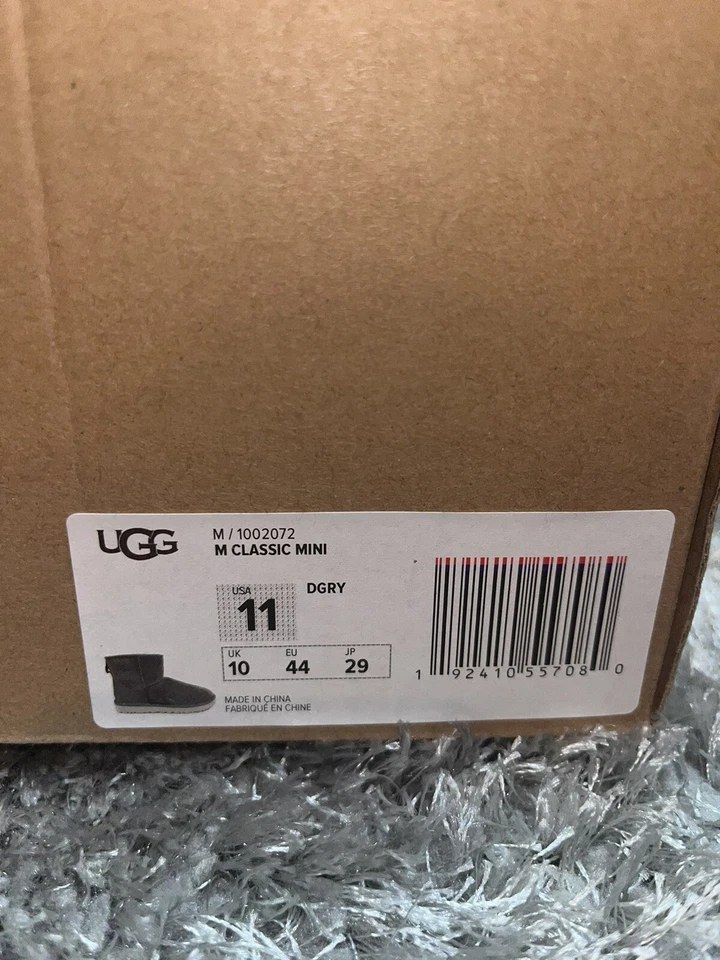 UGG
M / 1002072
M CLASSIC MINI
USA
11
DGRY
UK EU JP
10 44 29
MADE IN CHINA
FABRIQUÉ EN CHINE
1 92410 55708 0